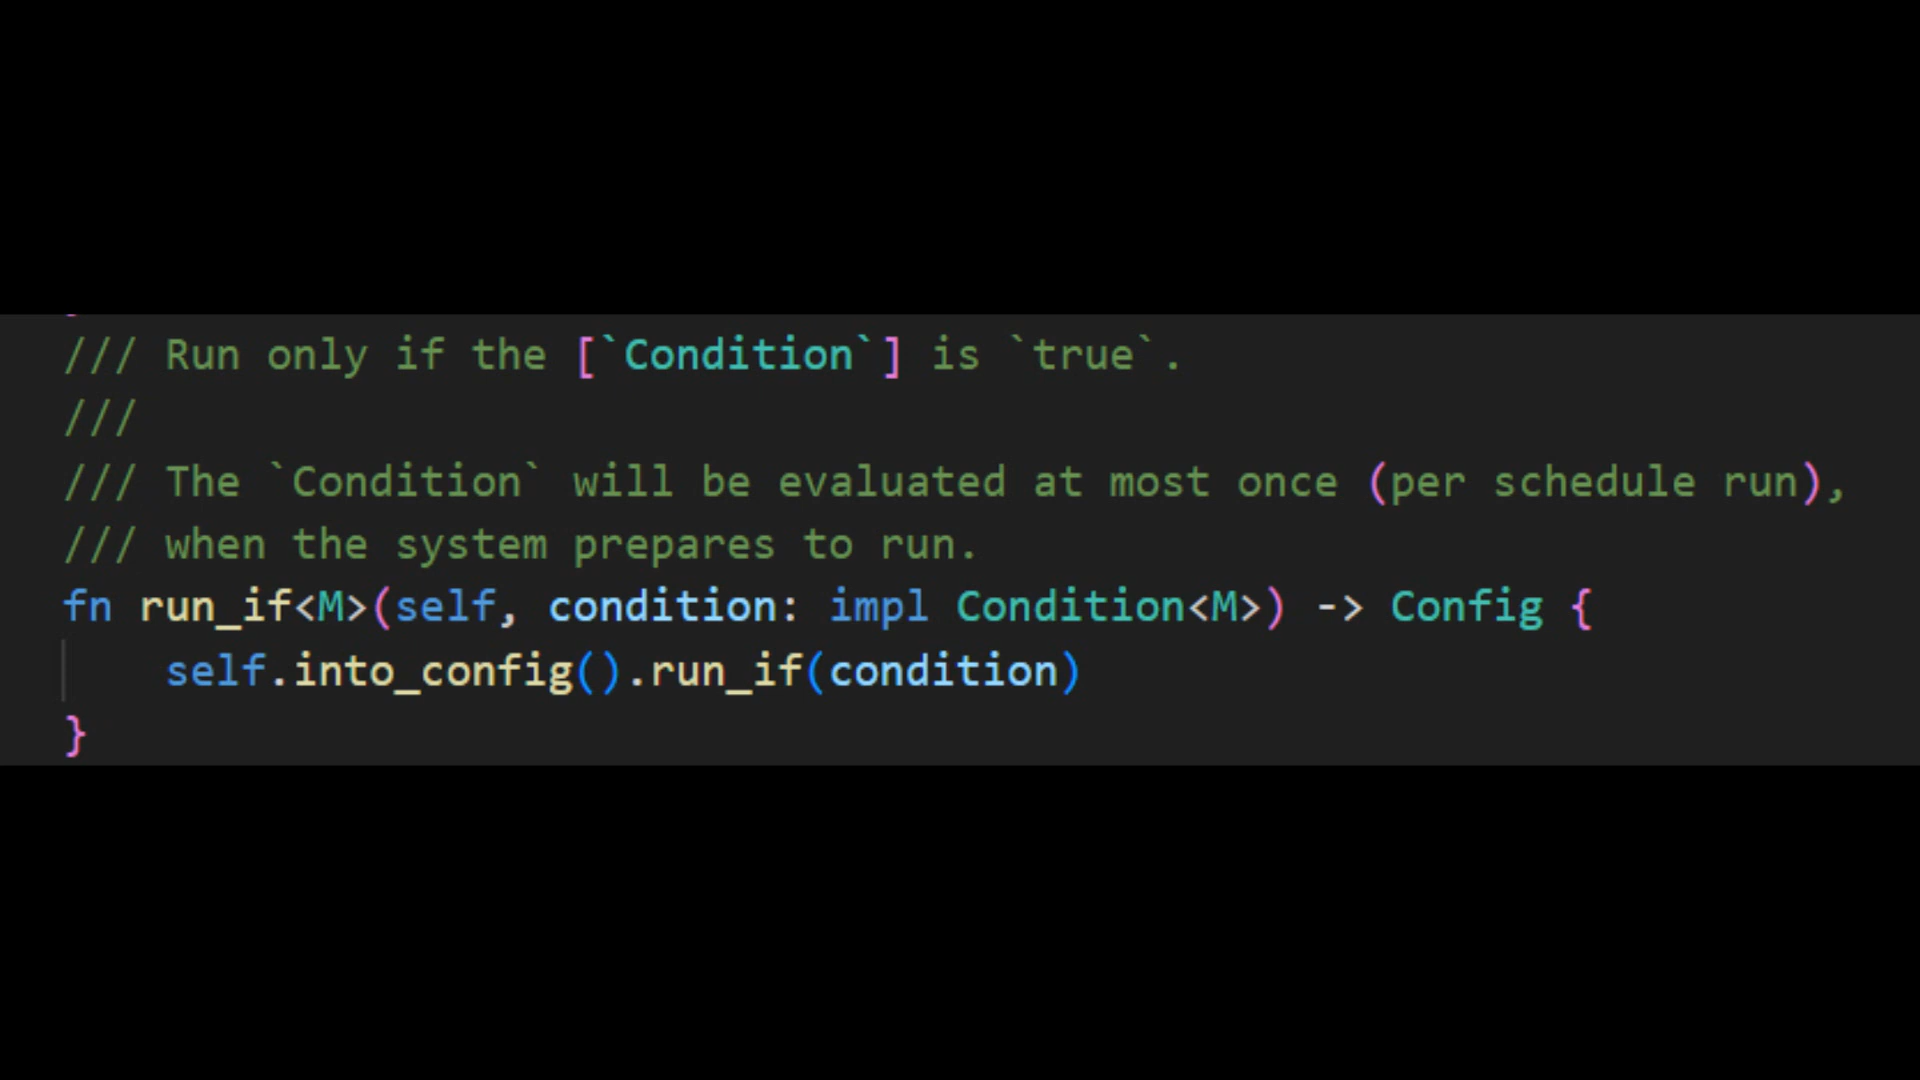 /// Run only if the [`Condition`] is `true`.
///
/// The `Condition` will be evaluated at most once (per schedule run),
/// when the system prepares to run.
fn run_if<M>(self, condition: impl Condition<M>) -> Config {
    self.into_config().run_if(condition)
}